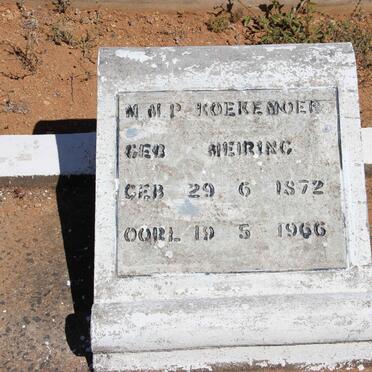 M M P KOEKEMOER
GEB MEIRING
GEB 29 6 1872
OORL 19 5 1966